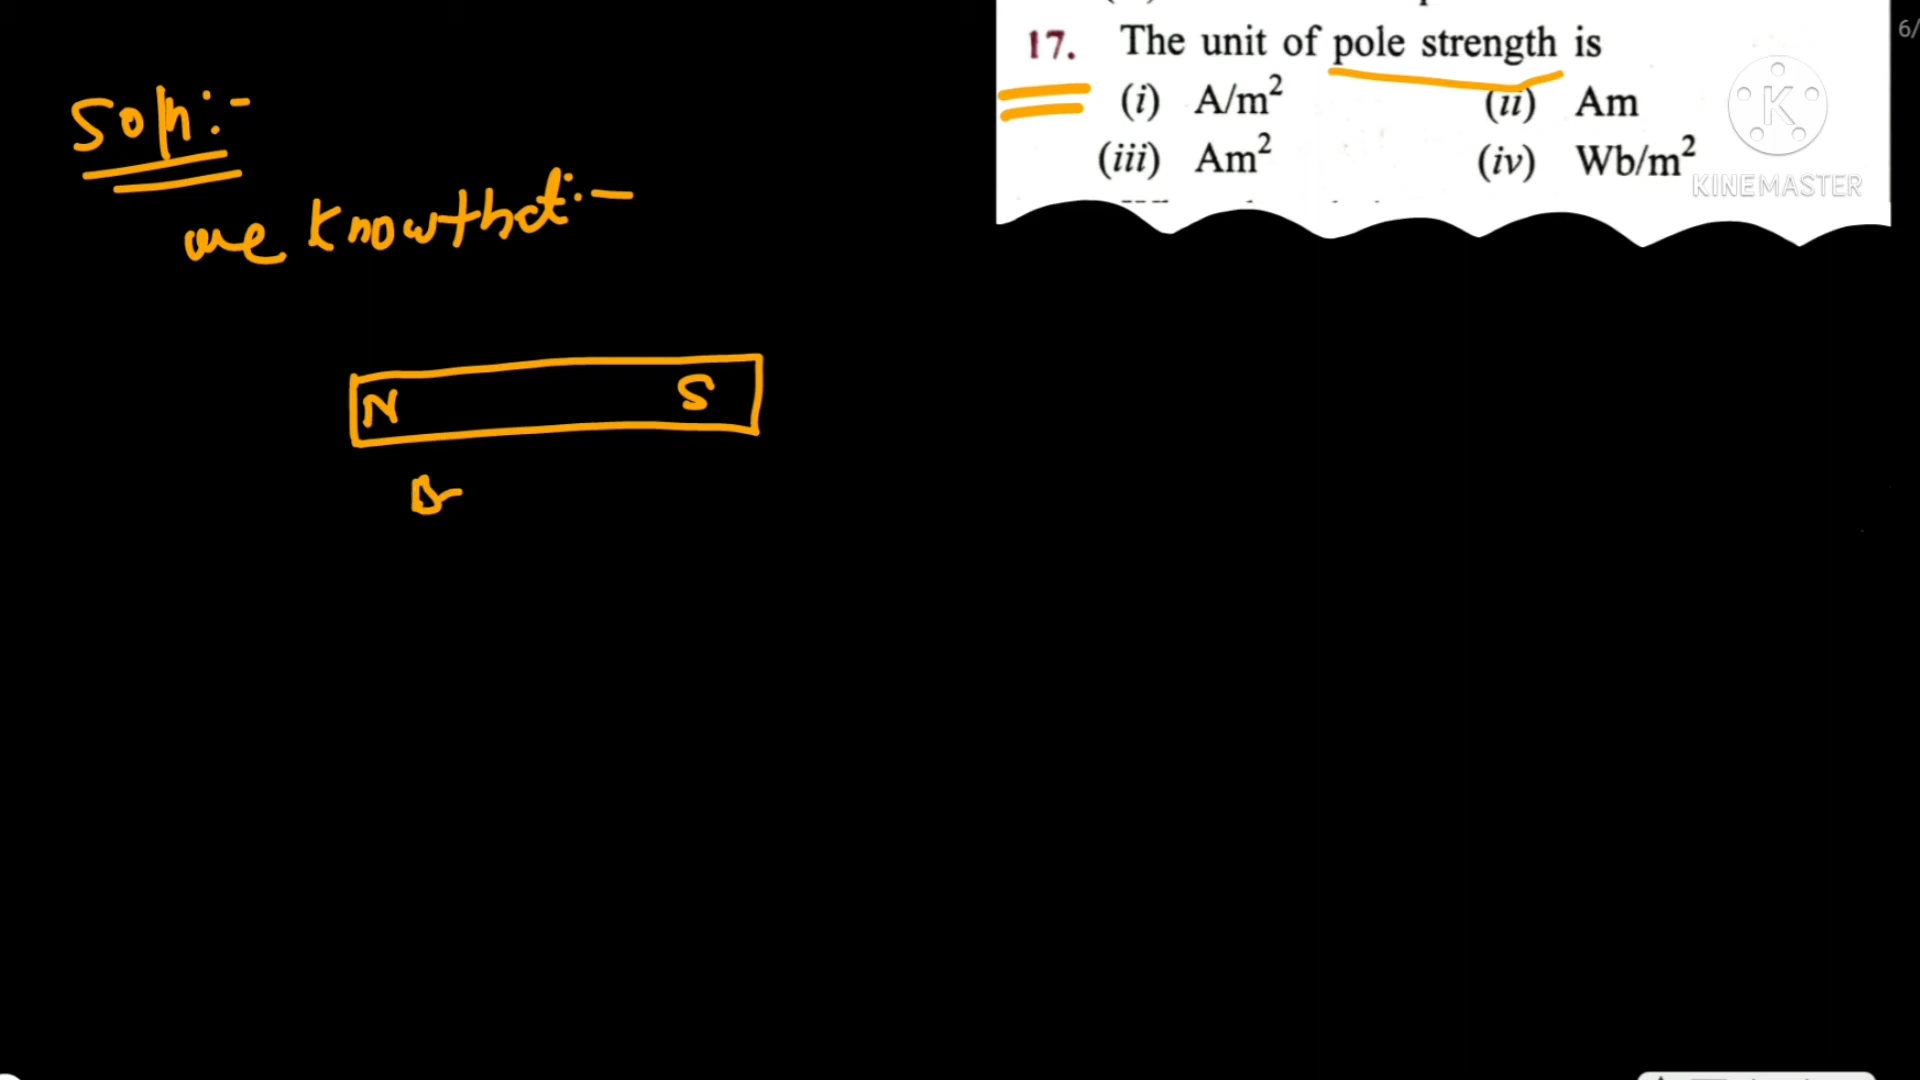 17. The unit of pole strength is
(i) A/m² (ii) Am
(iii) Am² (iv) Wb/m²
K
KINEMASTER
6/
Soln:-
we know that:-
N S